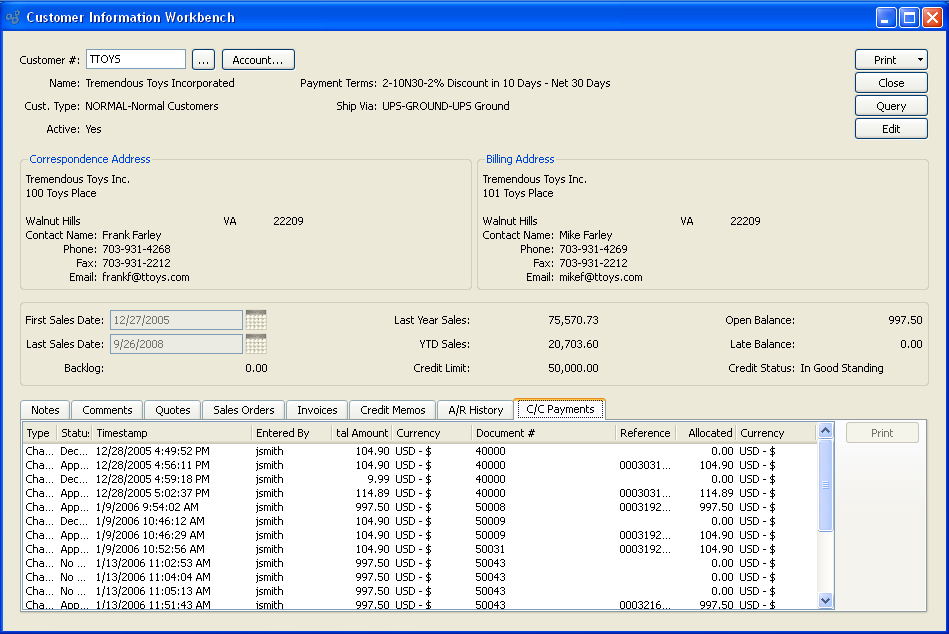 Customer Information Workbench
Customer #: TTOYS ... Account... Print
Name: Tremendous Toys Incorporated Payment Terms: 2-10N30-2% Discount in 10 Days - Net 30 Days Close
Cust. Type: NORMAL-Normal Customers Ship Via: UPS-GROUND-UPS Ground Query
Active: Yes Edit
Correspondence Address
Tremendous Toys Inc.
100 Toys Place
Walnut Hills VA 22209
Contact Name: Frank Farley
Phone: 703-931-4268
Fax: 703-931-2212
Email: frankf@ttoys.com
Billing Address
Tremendous Toys Inc.
101 Toys Place
Walnut Hills VA 22209
Contact Name: Mike Farley
Phone: 703-931-4269
Fax: 703-931-2212
Email: mikef@ttoys.com
First Sales Date: 12/27/2005 Last Year Sales: 75,570.73 Open Balance: 997.50
Last Sales Date: 9/26/2008 YTD Sales: 20,703.60 Late Balance: 0.00
Backlog: 0.00 Credit Limit: 50,000.00 Credit Status: In Good Standing
Notes Comments Quotes Sales Orders Invoices Credit Memos A/R History C/C Payments
Type Statu: Timestamp Entered By tal Amount Currency Document # Reference Allocated Currency Print
Cha... Dec... 12/28/2005 4:49:52 PM jsmith 104.90 USD - $ 40000 0.00 USD - $
Cha... App... 12/28/2005 4:56:11 PM jsmith 104.90 USD - $ 40000 0003031... 104.90 USD - $
Cha... Dec... 12/28/2005 4:59:18 PM jsmith 9.99 USD - $ 40000 0.00 USD - $
Cha... App... 12/28/2005 5:02:37 PM jsmith 114.89 USD - $ 40000 0003031... 114.89 USD - $
Cha... App... 1/9/2006 9:54:02 AM jsmith 997.50 USD - $ 50008 0003192... 997.50 USD - $
Cha... Dec... 1/9/2006 10:46:12 AM jsmith 104.90 USD - $ 50009 0.00 USD - $
Cha... App... 1/9/2006 10:46:29 AM jsmith 104.90 USD - $ 50009 0003192... 104.90 USD - $
Cha... App... 1/9/2006 10:52:56 AM jsmith 104.90 USD - $ 50031 0003192... 104.90 USD - $
Cha... No ... 1/13/2006 11:02:53 AM jsmith 997.50 USD - $ 50043 0.00 USD - $
Cha... No ... 1/13/2006 11:04:04 AM jsmith 997.50 USD - $ 50043 0.00 USD - $
Cha... No ... 1/13/2006 11:05:13 AM jsmith 997.50 USD - $ 50043 0.00 USD - $
Cha... App... 1/13/2006 11:51:43 AM jsmith 997.50 USD - $ 50043 0003216... 997.50 USD - $